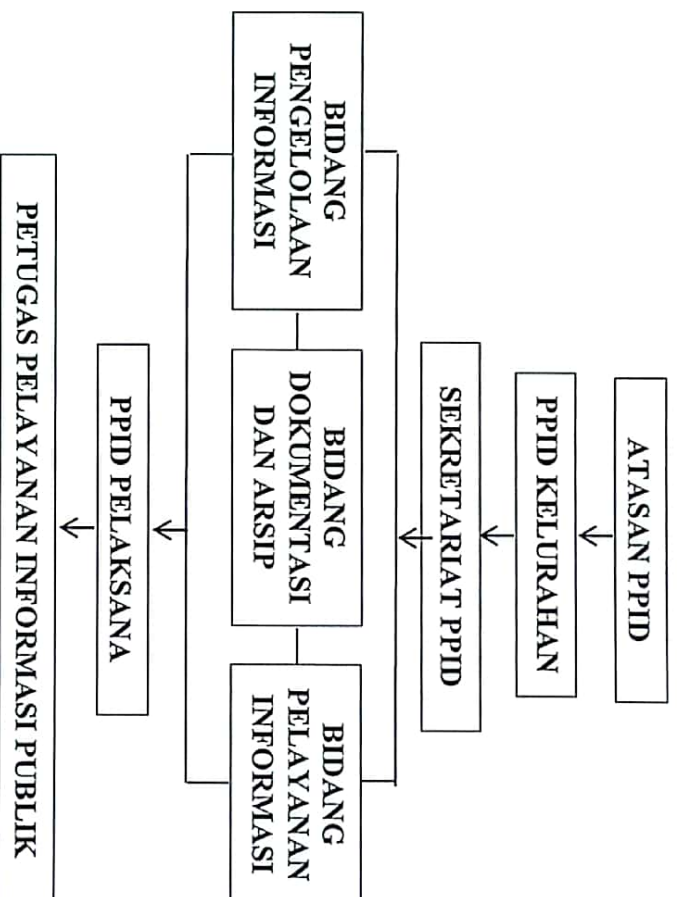 ATASAN PPID
PPID KELURAHAN
SEKRETARIAT PPID
BIDANG
PENGELOLAAN
INFORMASI
BIDANG
DOKUMENTASI
DAN ARSIP
BIDANG
PELAYANAN
INFORMASI
PPID PELAKSANA
PETUGAS PELAYANAN INFORMASI PUBLIK